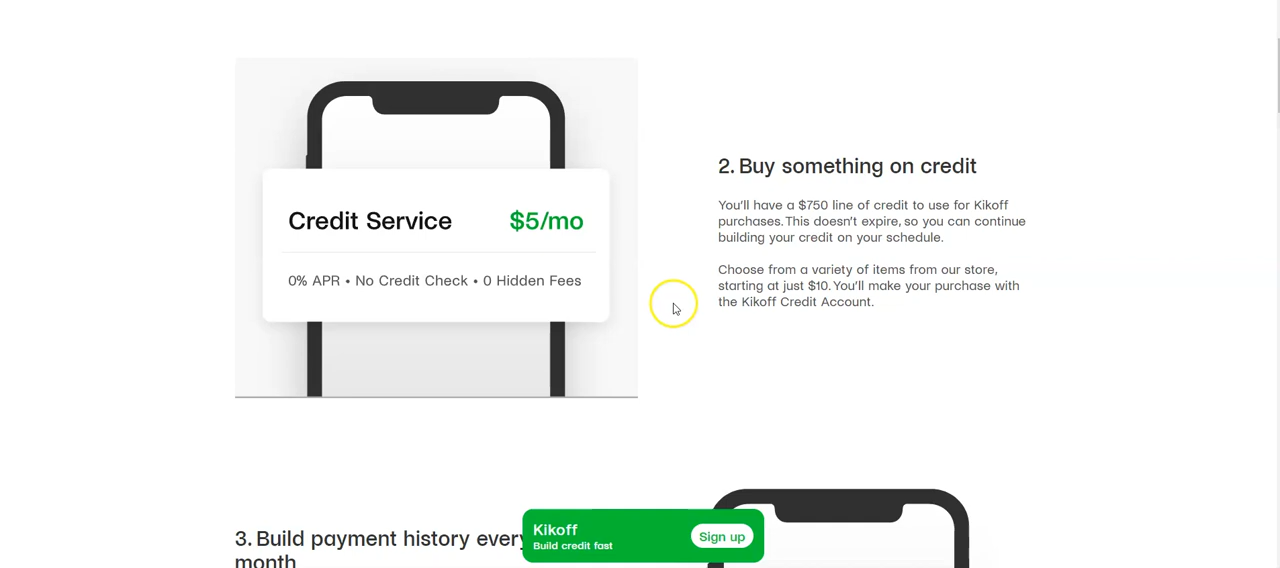 Credit Service $5/mo
0% APR • No Credit Check • 0 Hidden Fees
2. Buy something on credit
You’ll have a $750 line of credit to use for Kikoff
purchases. This doesn’t expire, so you can continue
building your credit on your schedule.
Choose from a variety of items from our store,
starting at just $10. You’ll make your purchase with
the Kikoff Credit Account.
3. Build payment history every
month
Kikoff
Build credit fast
Sign up